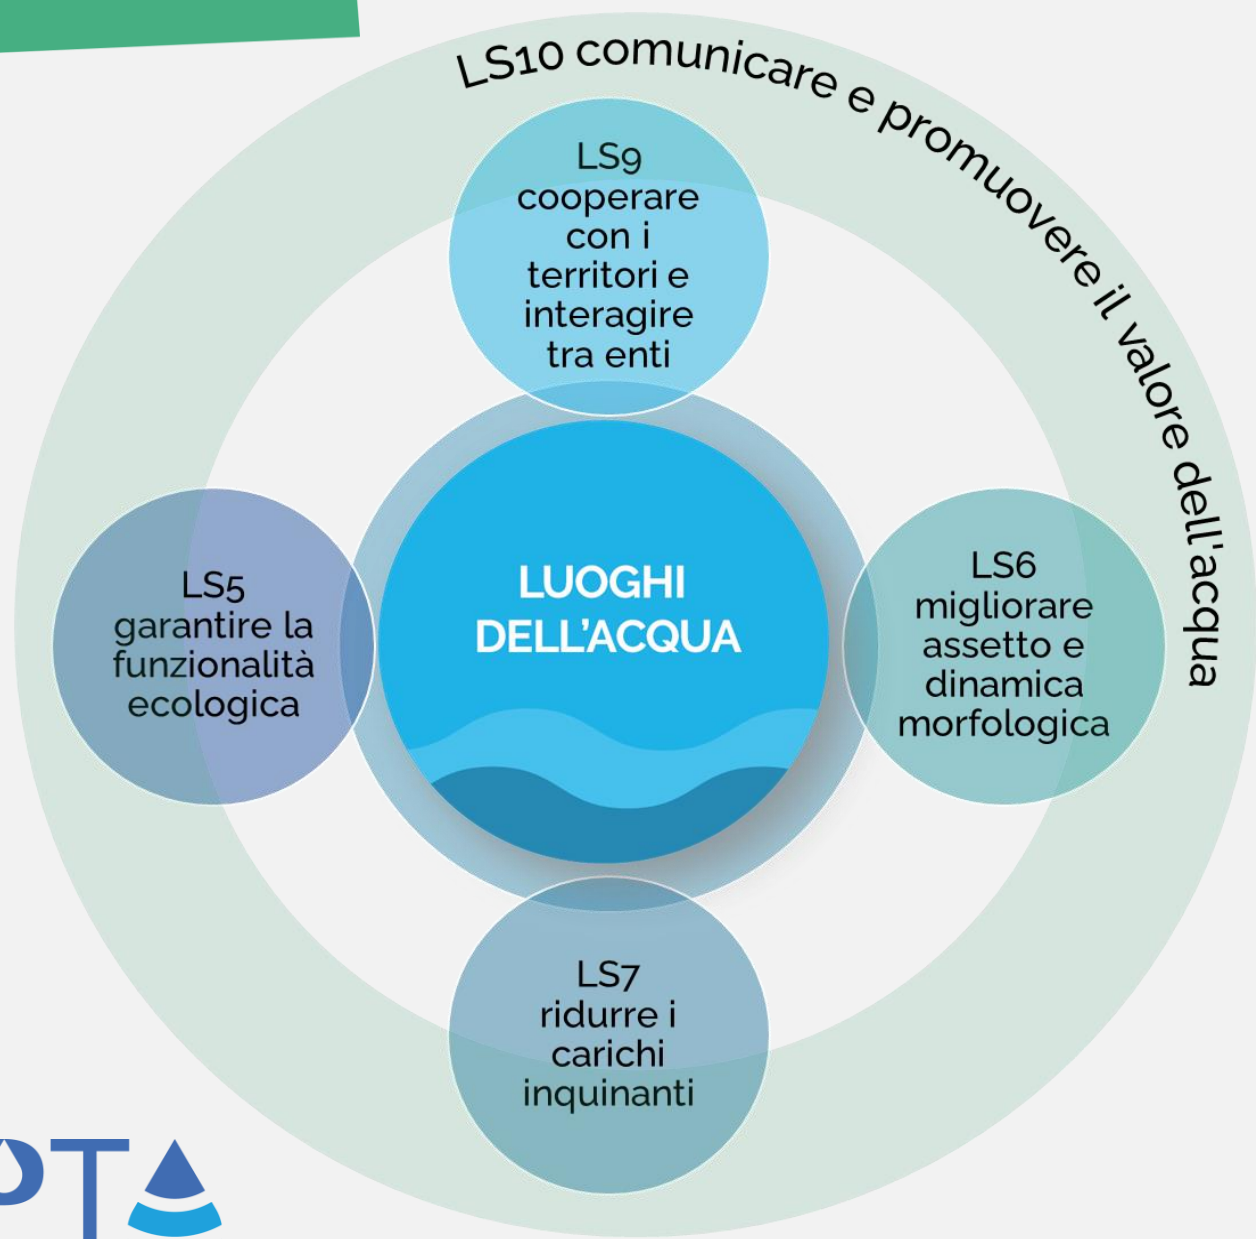 LS10 comunicare e promuovere il valore dell'acqua
LS9
cooperare
con i
territori e
interagire
tra enti
LS5
garantire la
funzionalità
ecologica
LUOGHI
DELL'ACQUA
LS6
migliorare
assetto e
dinamica
morfologica
LS7
ridurre i
carichi
inquinanti
PTA